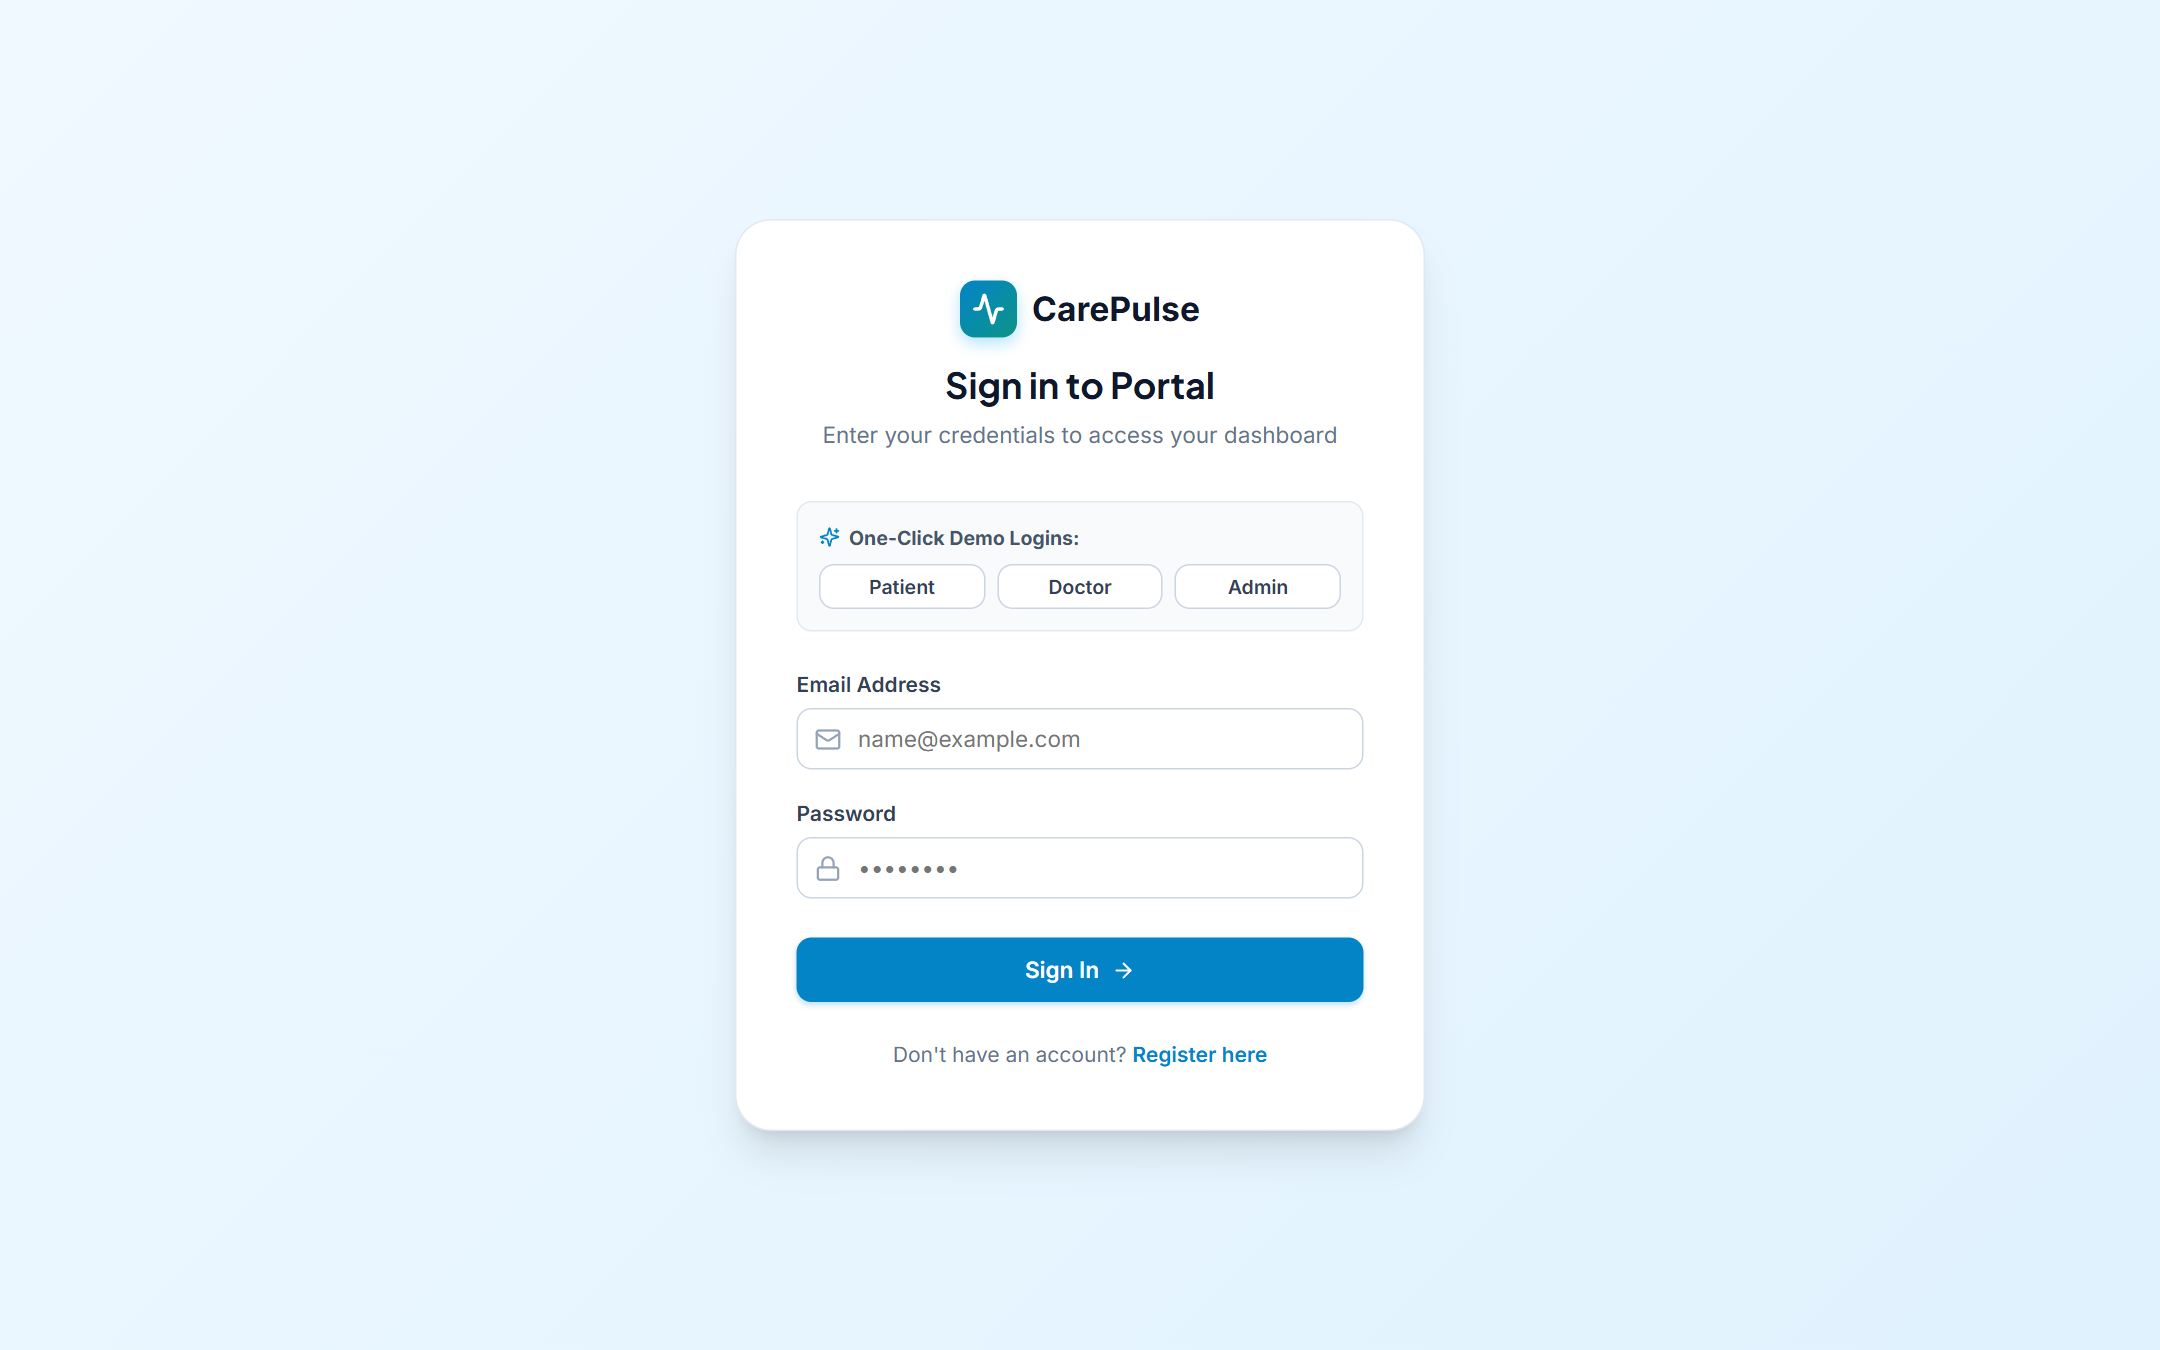 CarePulse
Sign in to Portal
Enter your credentials to access your dashboard
One-Click Demo Logins:
Patient Doctor Admin
Email Address
name@example.com
Password
••••••••
Sign In →
Don't have an account? Register here